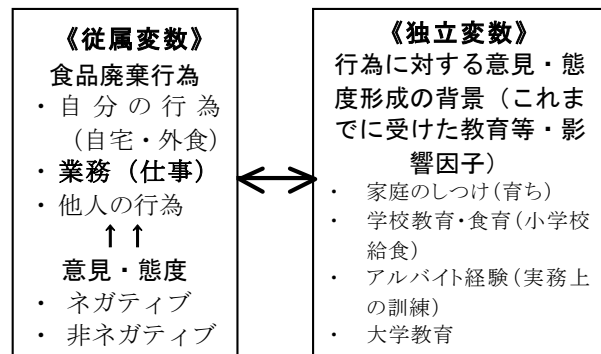 《従属変数》
食品廃棄行為
・自分の行為
（自宅・外食）
・業務（仕事）
・他人の行為
↑↑
意見・態度
・ ネガティブ
・ 非ネガティブ
《独立変数》
行為に対する意見・態
度形成の背景（これま
でに受けた教育等・影
響因子）
・ 家庭のしつけ(育ち)
・ 学校教育・食育(小学校
給食)
・ アルバイト経験(実務上
の訓練)
・ 大学教育